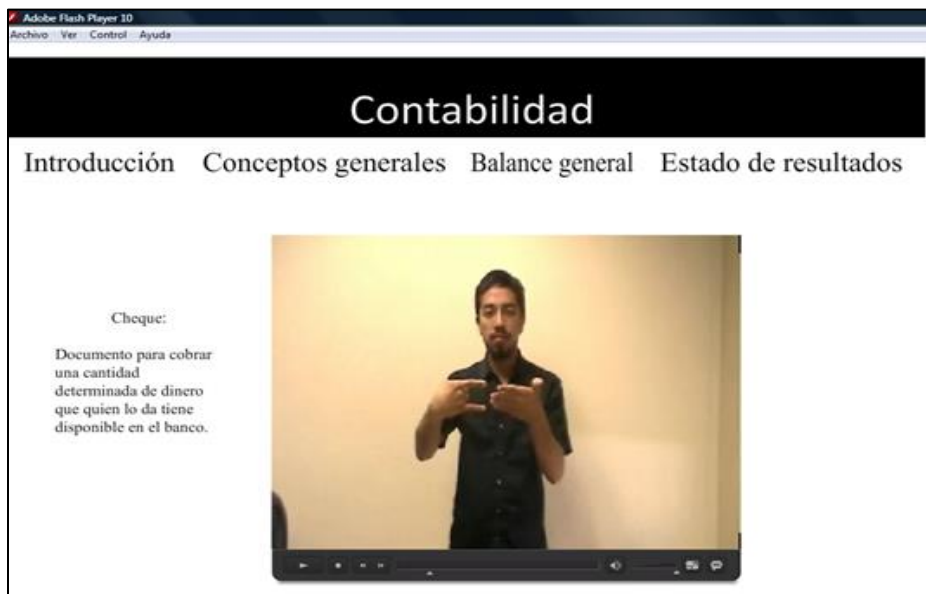 Adobe Flash Player 10
Archivo Ver Control Ayuda
Contabilidad
Introducción Conceptos generales Balance general Estado de resultados
Cheque:
Documento para cobrar
una cantidad
determinada de dinero
que quien lo da tiene
disponible en el banco.